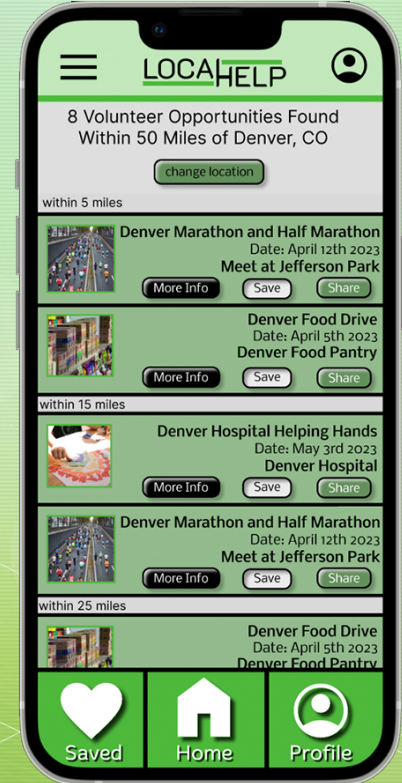 LOCALHELP
8 Volunteer Opportunities Found
Within 50 Miles of Denver, CO
change location
within 5 miles
Denver Marathon and Half Marathon
Date: April 12th 2023
Meet at Jefferson Park
More Info Save Share
Denver Food Drive
Date: April 5th 2023
Denver Food Pantry
More Info Save Share
within 15 miles
Denver Hospital Helping Hands
Date: May 3rd 2023
Denver Hospital
More Info Save Share
Denver Marathon and Half Marathon
Date: April 12th 2023
Meet at Jefferson Park
More Info Save Share
within 25 miles
Denver Food Drive
Date: April 5th 2023
Denver Food Pantry
Saved Home Profile